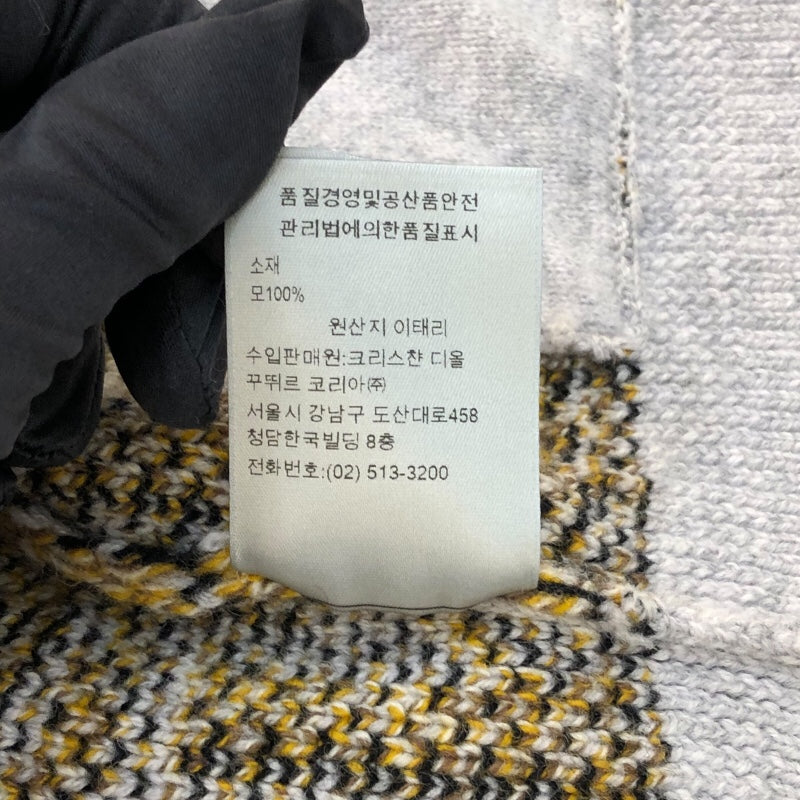 품질경영및공산품안전
관리법에의한품질표시
소재
모100%
원산지 이태리
수입판매원:크리스챤 디올
꾸뛰르 코리아㈜
서울시 강남구 도산대로458
청담한국빌딩 8층
전화번호:(02) 513-3200